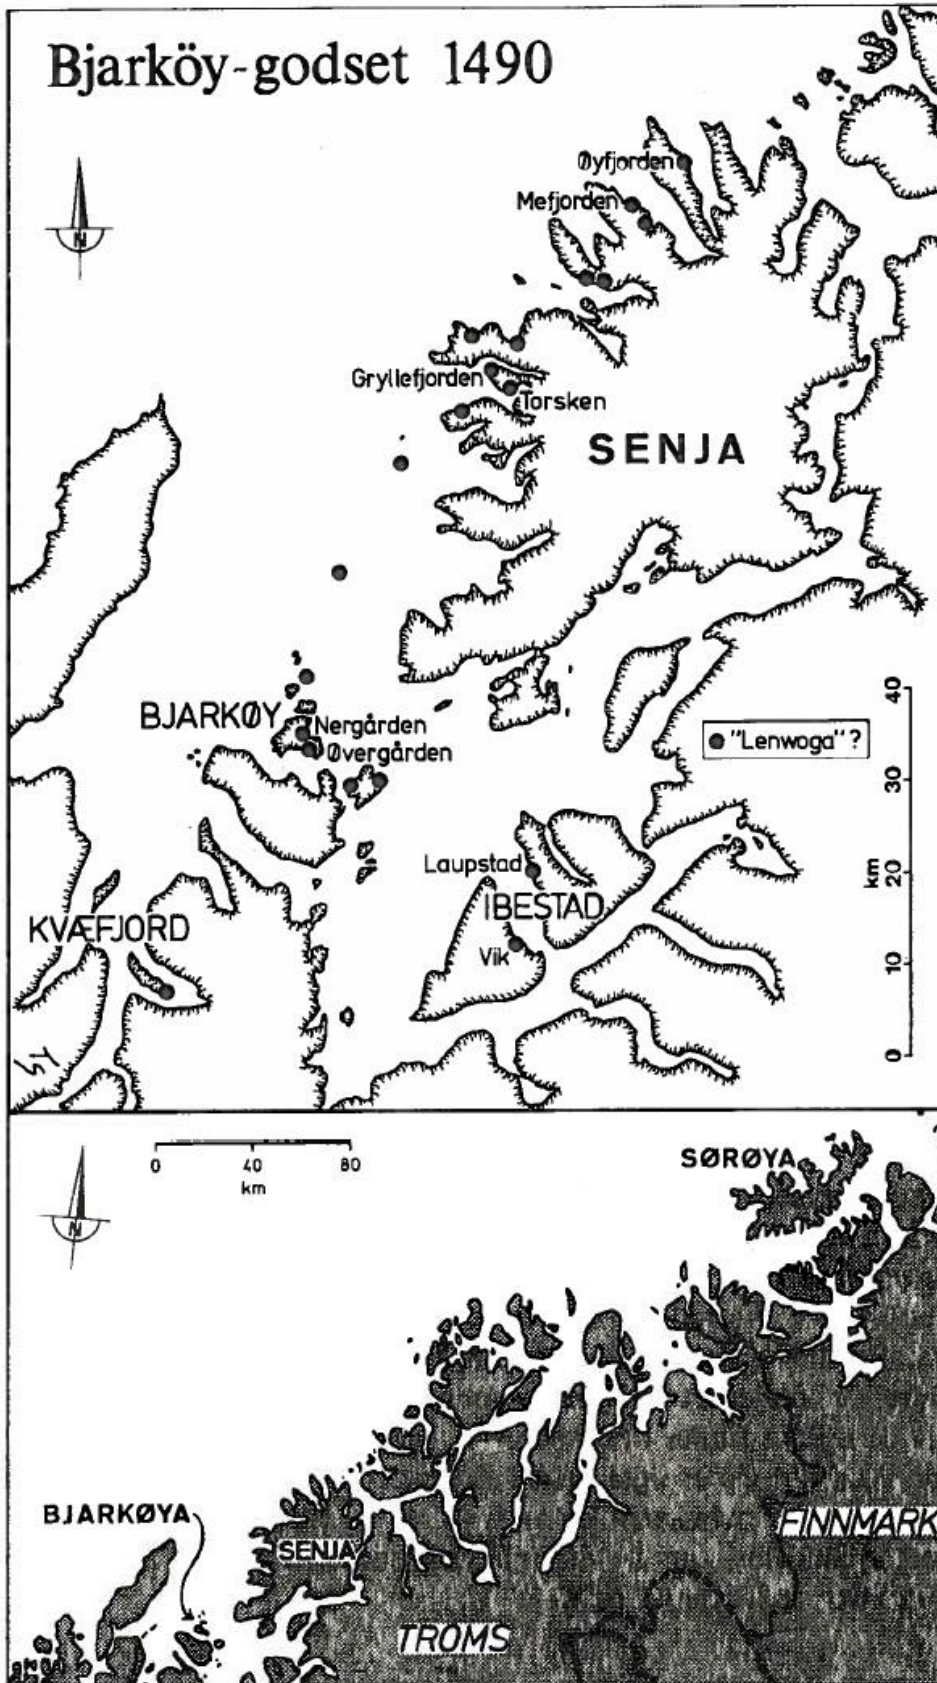 Bjarköy-godset 1490
N
Øyfjorden
Mefjorden
Gryllefjorden
Torsken
SENJA
BJARKØY
Nergården
Øvergården
"Lenwoga"?
40
30
20
10
0
km
Laupstad
IBESTAD
Vik
KVÆFJORD
N
0 40 80
km
SØRØYA
BJARKØYA
SENJA
FINNMARK
TROMS